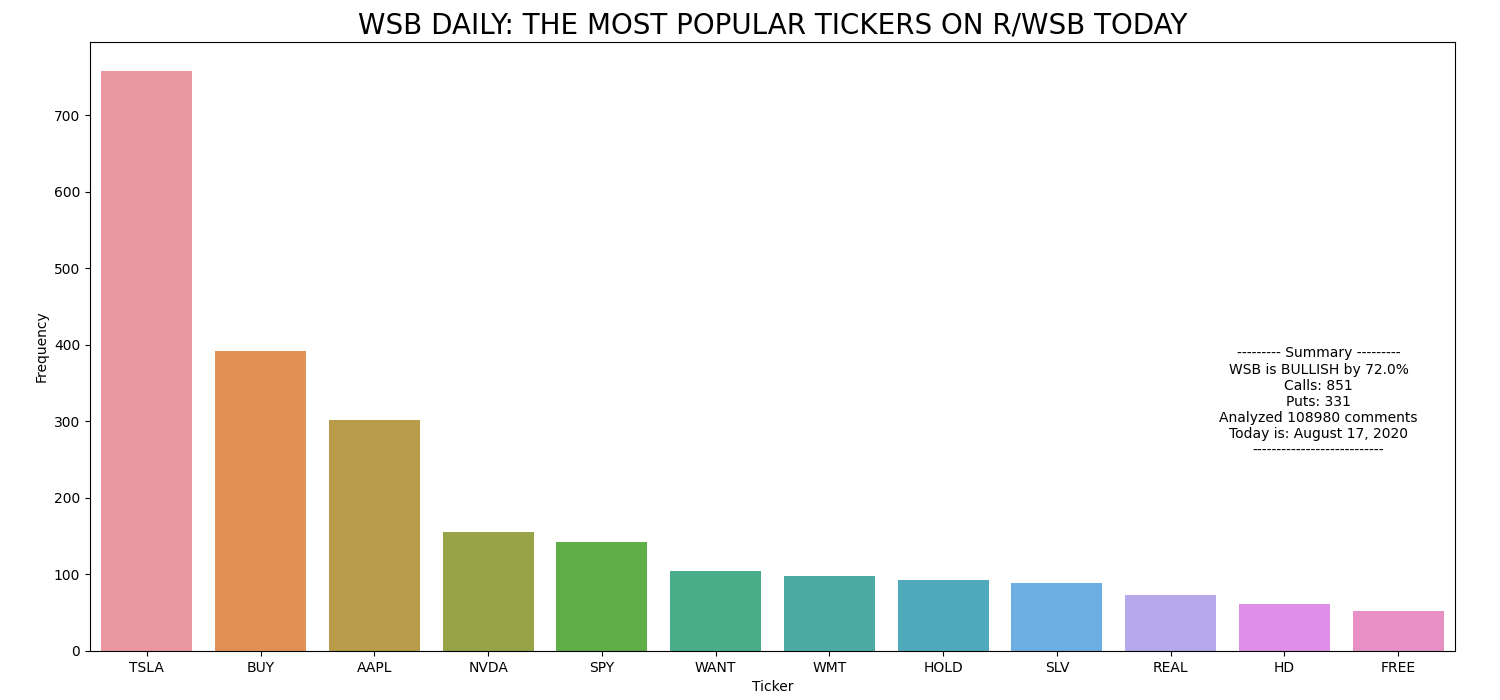 WSB DAILY: THE MOST POPULAR TICKERS ON R/WSB TODAY
700
600
500
400
300
200
100
0
Frequency
--------- Summary ---------
WSB is BULLISH by 72.0%
Calls: 851
Puts: 331
Analyzed 108980 comments
Today is: August 17, 2020
---------------------------
TSLA BUY AAPL NVDA SPY WANT WMT HOLD SLV REAL HD FREE
Ticker